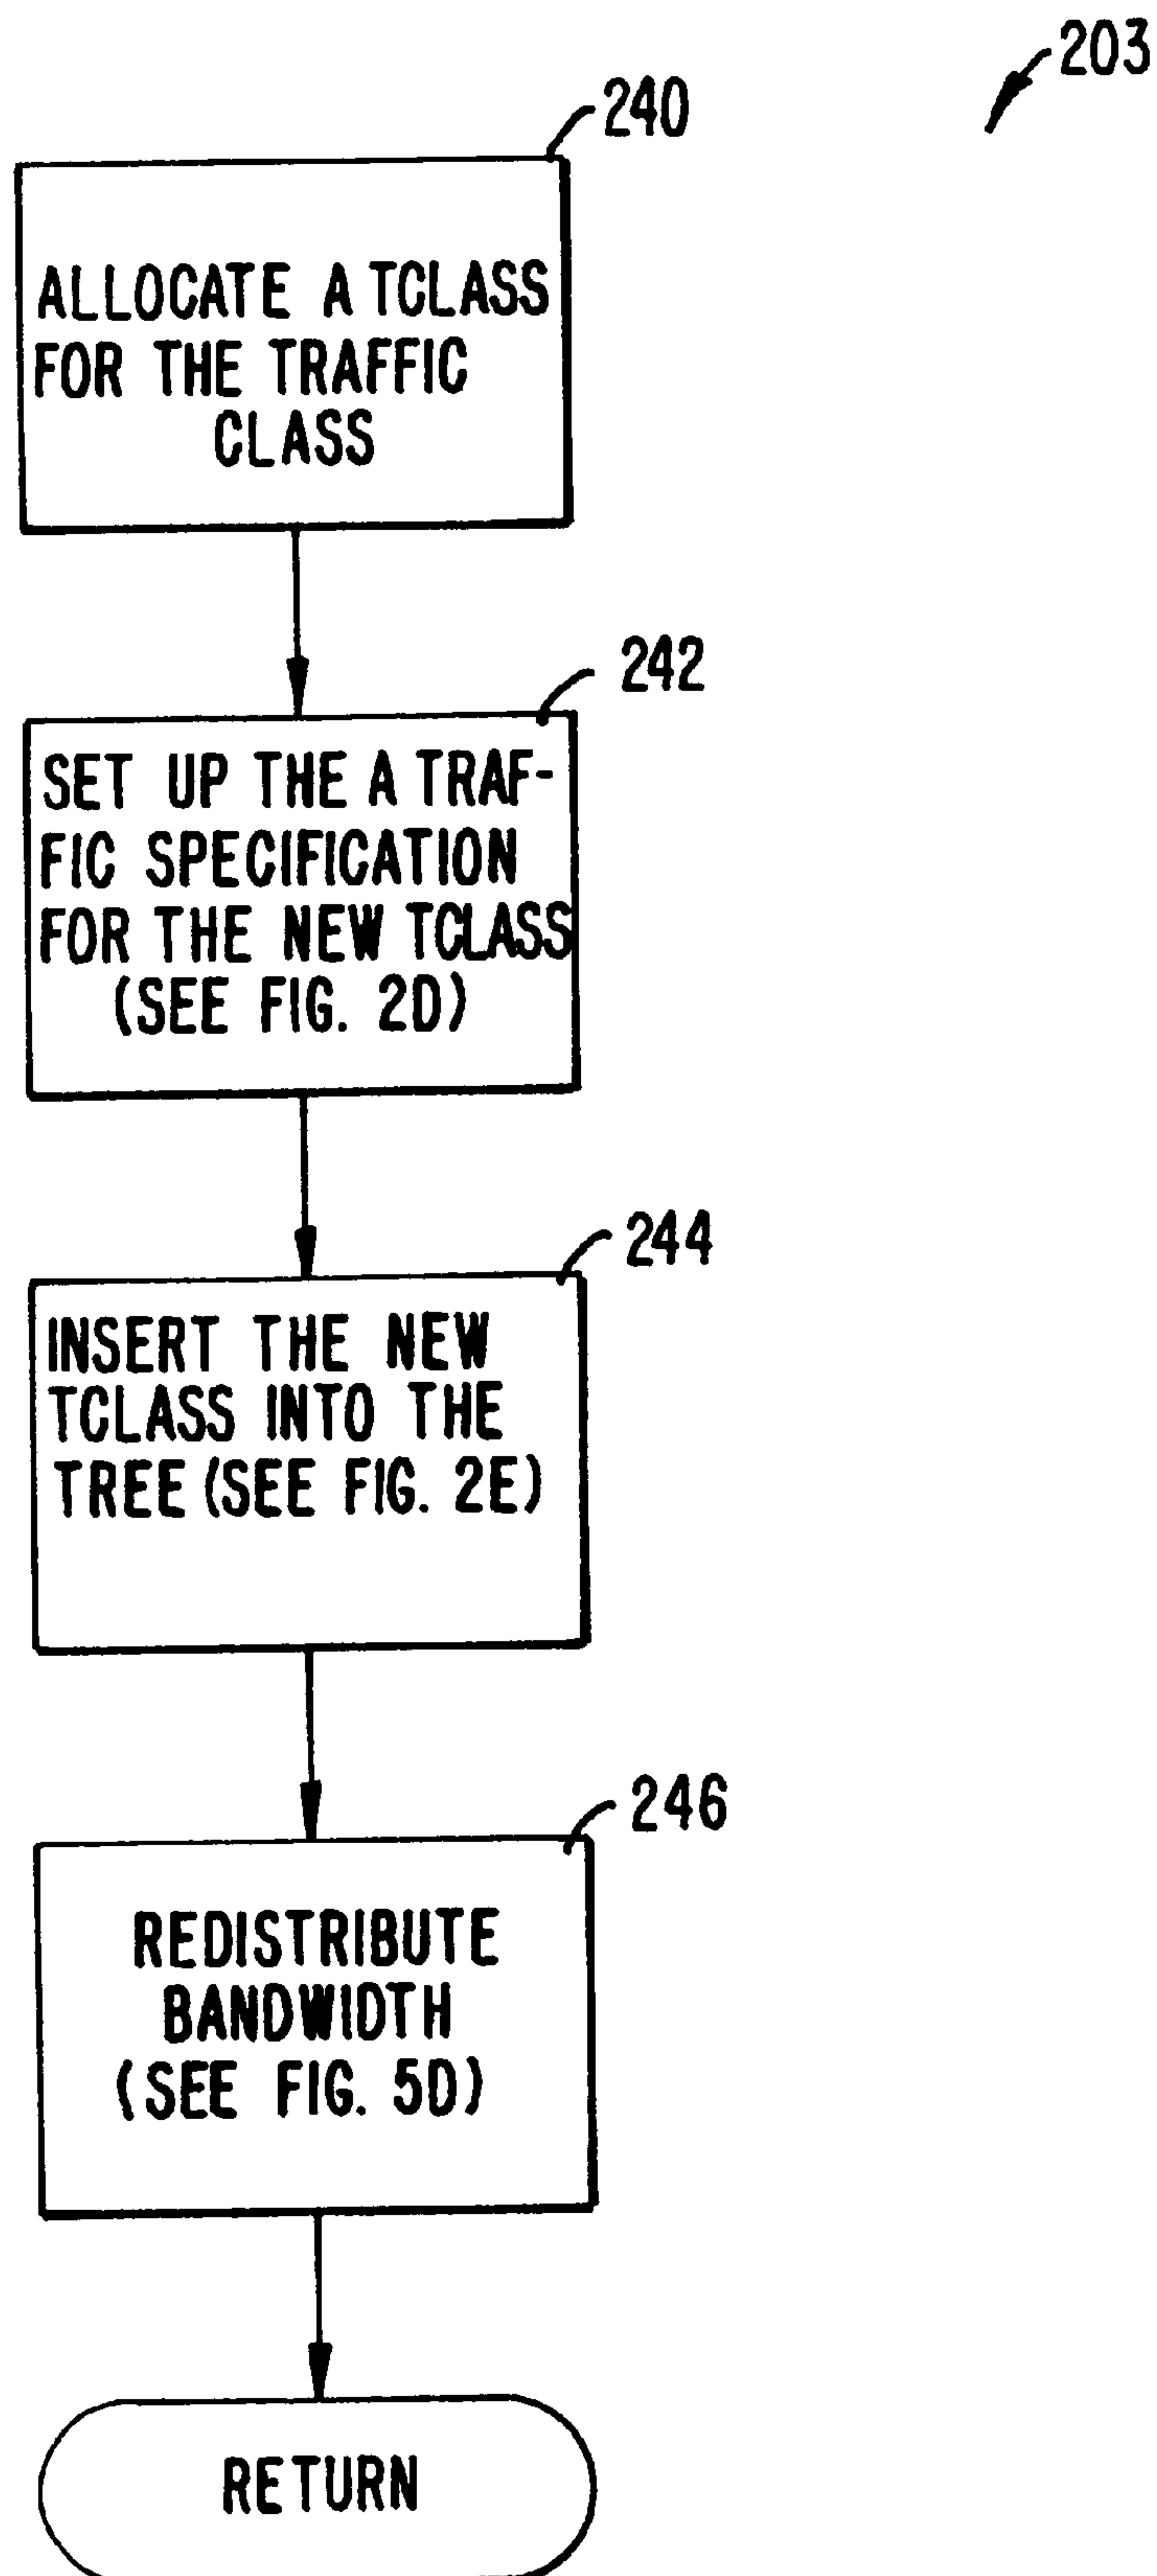 203
240
ALLOCATE A TCLASS
FOR THE TRAFFIC
CLASS
242
SET UP THE A TRAF-
FIC SPECIFICATION
FOR THE NEW TCLASS
(SEE FIG. 2D)
244
INSERT THE NEW
TCLASS INTO THE
TREE (SEE FIG. 2E)
246
REDISTRIBUTE
BANDWIDTH
(SEE FIG. 5D)
RETURN